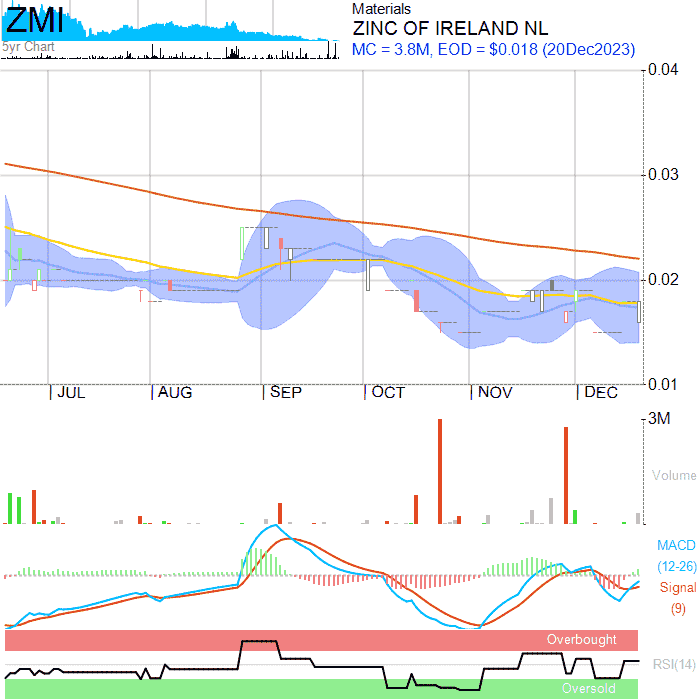 ZMI
5yr Chart
Materials
ZINC OF IRELAND NL
MC = 3.8M, EOD = $0.018 (20Dec2023)
0.04
0.03
0.02
0.01
JUL
AUG
SEP
OCT
NOV
DEC
3M
Volume
MACD
(12-26)
Signal
(9)
Overbought
RSI(14)
Oversold